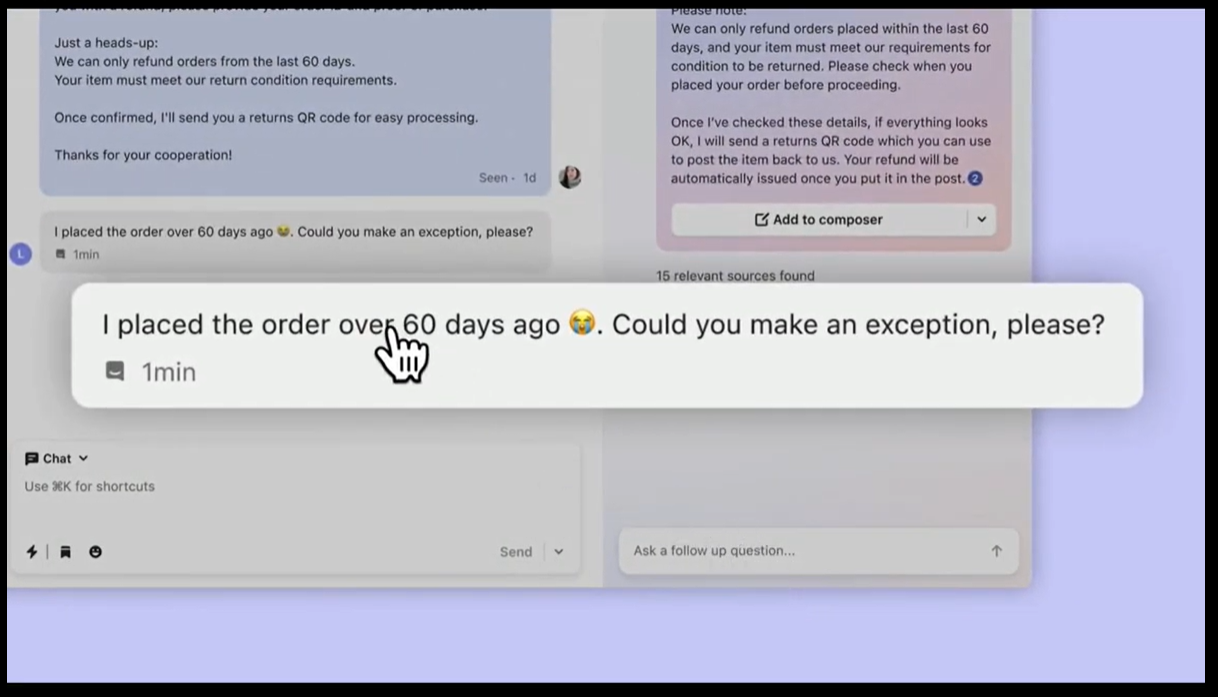 Just a heads-up:
We can only refund orders from the last 60 days.
Your item must meet our return condition requirements.
Once confirmed, I'll send you a returns QR code for easy processing.
Thanks for your cooperation!
Seen · 1d
I placed the order over 60 days ago 😭. Could you make an exception, please?
L
1min
Chat
Use ⌘K for shortcuts
Send
Please note:
We can only refund orders placed within the last 60
days, and your item must meet our requirements for
condition to be returned. Please check when you
placed your order before proceeding.
Once I've checked these details, if everything looks
OK, I will send a returns QR code which you can use
to post the item back to us. Your refund will be
automatically issued once you put it in the post. 2
Add to composer
15 relevant sources found
Ask a follow up question...
I placed the order over 60 days ago 😭. Could you make an exception, please?
1min